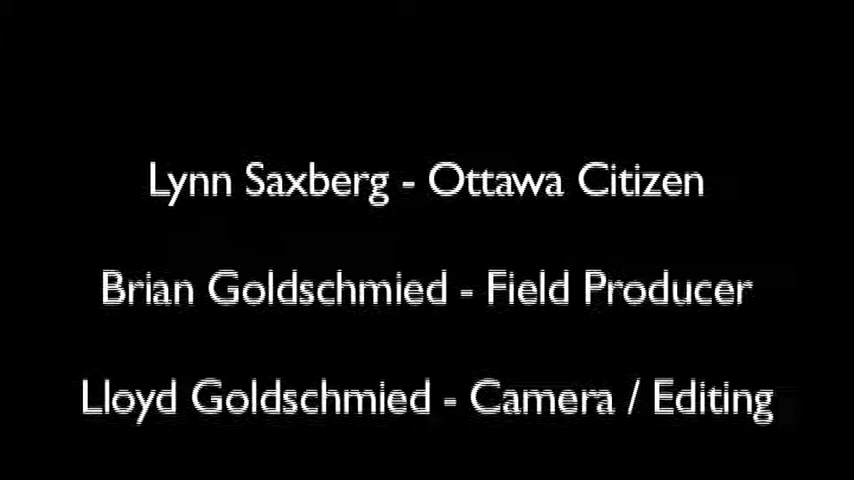 Lynn Saxberg - Ottawa Citizen
Brian Goldschmied - Field Producer
Lloyd Goldschmied - Camera / Editing